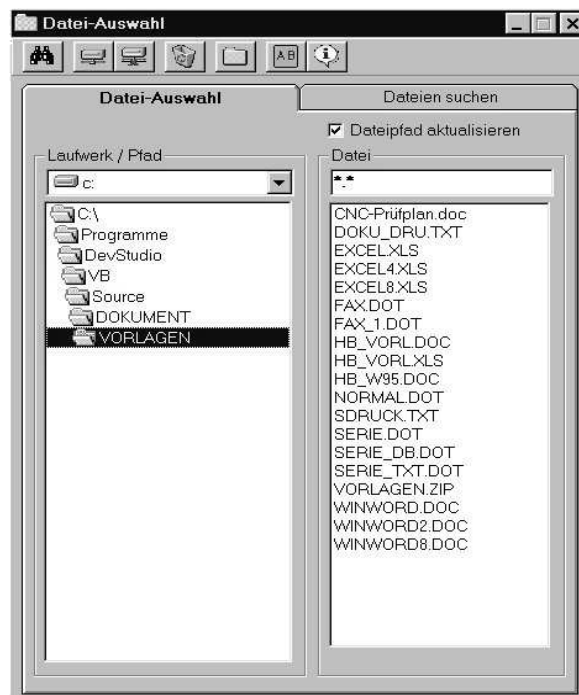 Datei-Auswahl
AB
Datei-Auswahl
Dateien suchen
Dateipfad aktualisieren
Laufwerk / Pfad
c:
C:\
Programme
DevStudio
VB
Source
DOKUMENT
VORLAGEN
Datei
*.*
CNC-Prüfplan.doc
DOKU_DRU.TXT
EXCEL.XLS
EXCEL4.XLS
EXCEL8.XLS
FAX.DOT
FAX_1.DOT
HB_VORL.DOC
HB_VORL.XLS
HB_W95.DOC
NORMAL.DOT
SDRUCK.TXT
SERIE.DOT
SERIE_DB.DOT
SERIE_TXT.DOT
VORLAGEN.ZIP
WINWORD.DOC
WINWORD2.DOC
WINWORD8.DOC